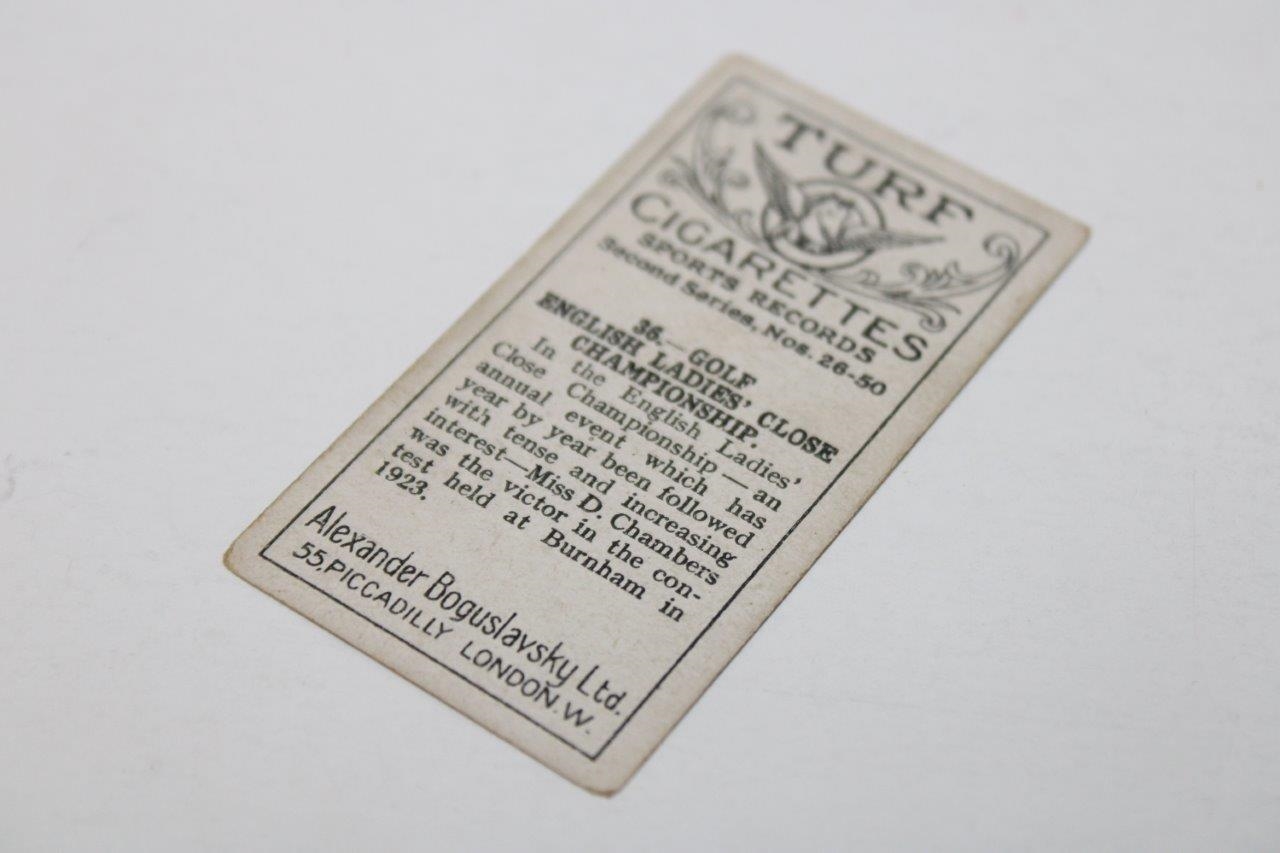 TURF
CIGARETTES
SPORTS RECORDS
Second Series, Nos. 26-50
36.—GOLF
ENGLISH LADIES' CLOSE
CHAMPIONSHIP.
In the English Ladies'
Close Championship—an
annual event which has
year by year been followed
with tense and increasing
interest—Miss D. Chambers
was the victor in the con-
test held at Burnham in
1923.
Alexander Boguslavsky Ltd.
55, PICCADILLY LONDON.W.